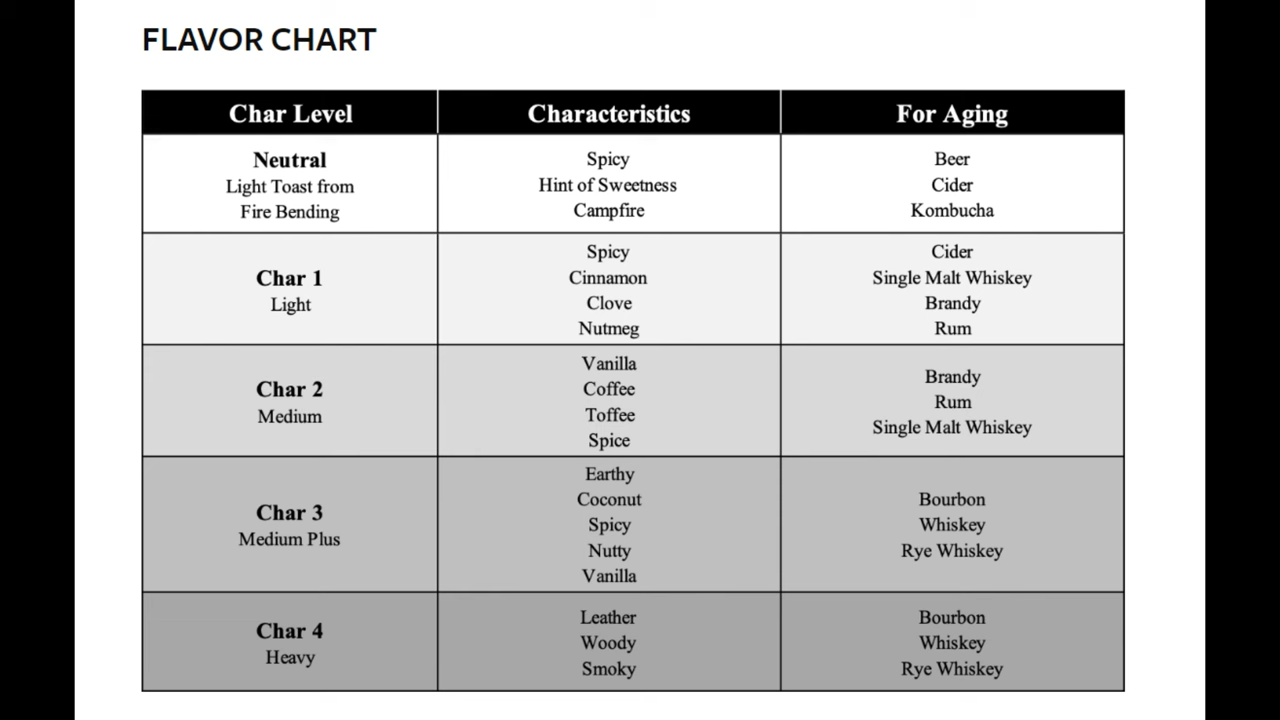 FLAVOR CHART
Char Level
Characteristics
For Aging
Neutral
Light Toast from
Fire Bending
Spicy
Hint of Sweetness
Campfire
Beer
Cider
Kombucha
Char 1
Light
Spicy
Cinnamon
Clove
Nutmeg
Cider
Single Malt Whiskey
Brandy
Rum
Char 2
Medium
Vanilla
Coffee
Toffee
Spice
Brandy
Rum
Single Malt Whiskey
Char 3
Medium Plus
Earthy
Coconut
Spicy
Nutty
Vanilla
Bourbon
Whiskey
Rye Whiskey
Char 4
Heavy
Leather
Woody
Smoky
Bourbon
Whiskey
Rye Whiskey